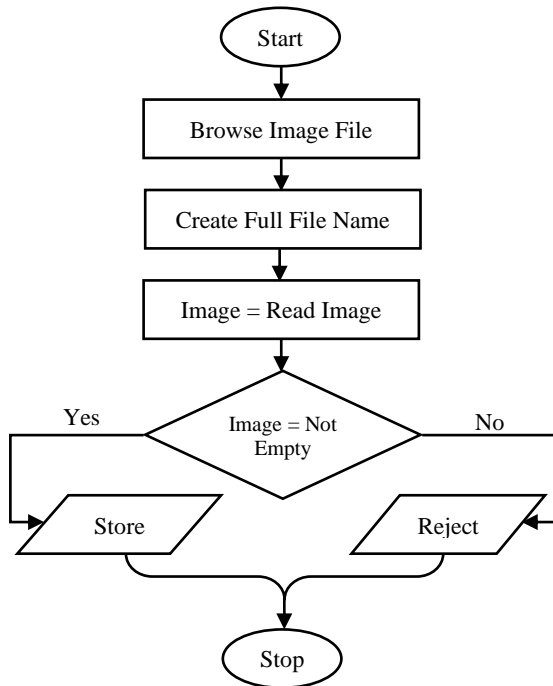 Start
Browse Image File
Create Full File Name
Image = Read Image
Image = Not
Empty
Yes
No
Store
Reject
Stop